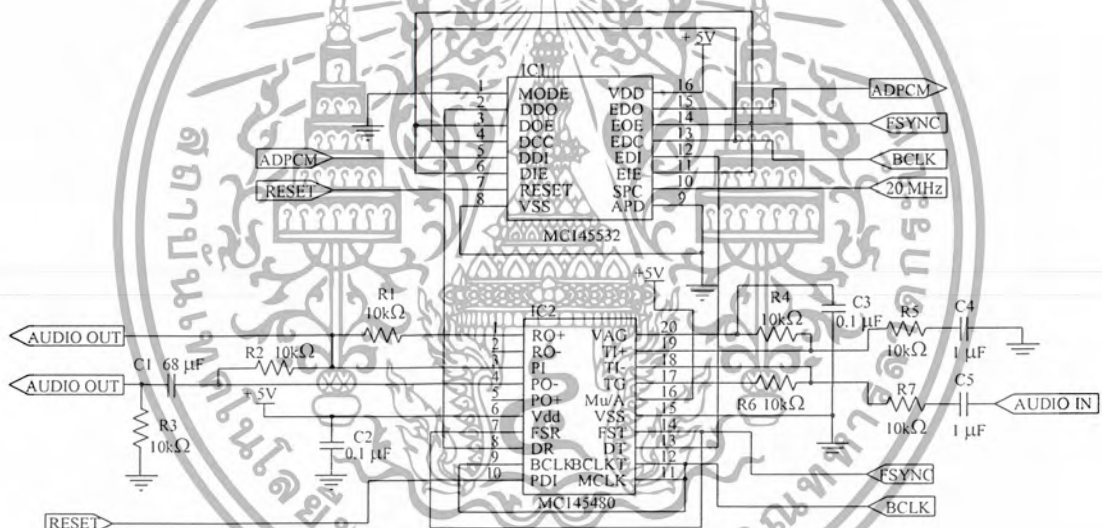 + 5V
IC1
1 MODE VDD 16
2 DDO EDO 15
3 DOE EOE 14
4 DCC EDC 13
5 DDI EDI 12
6 DIE EIE 11
7 RESET SPC 10
8 VSS APD 9
MC145532
ADPCM
RESET
ADPCM
FSYNC
BCLK
20 MHz
+5V
IC2
1 RO+ VAG 20
2 RO- TI+ 19
3 PI TI- 18
4 PO- TG 17
5 PO+ Mu/A 16
6 Vdd VSS 15
7 FSR FST 14
8 DR DT 13
9 BCLKBCLKT 12
10 PDI MCLK 11
MC145480
AUDIO OUT
AUDIO OUT
R1
10kΩ
R2 10kΩ
C1 68 μF
+ 5V
R3
10kΩ
C2
0.1 μF
RESET
R4
10kΩ
C3
0.1 μF
R5
10kΩ
C4
1 μF
R6 10kΩ
R7
10kΩ
C5
1 μF
AUDIO IN
FSYNC
BCLK